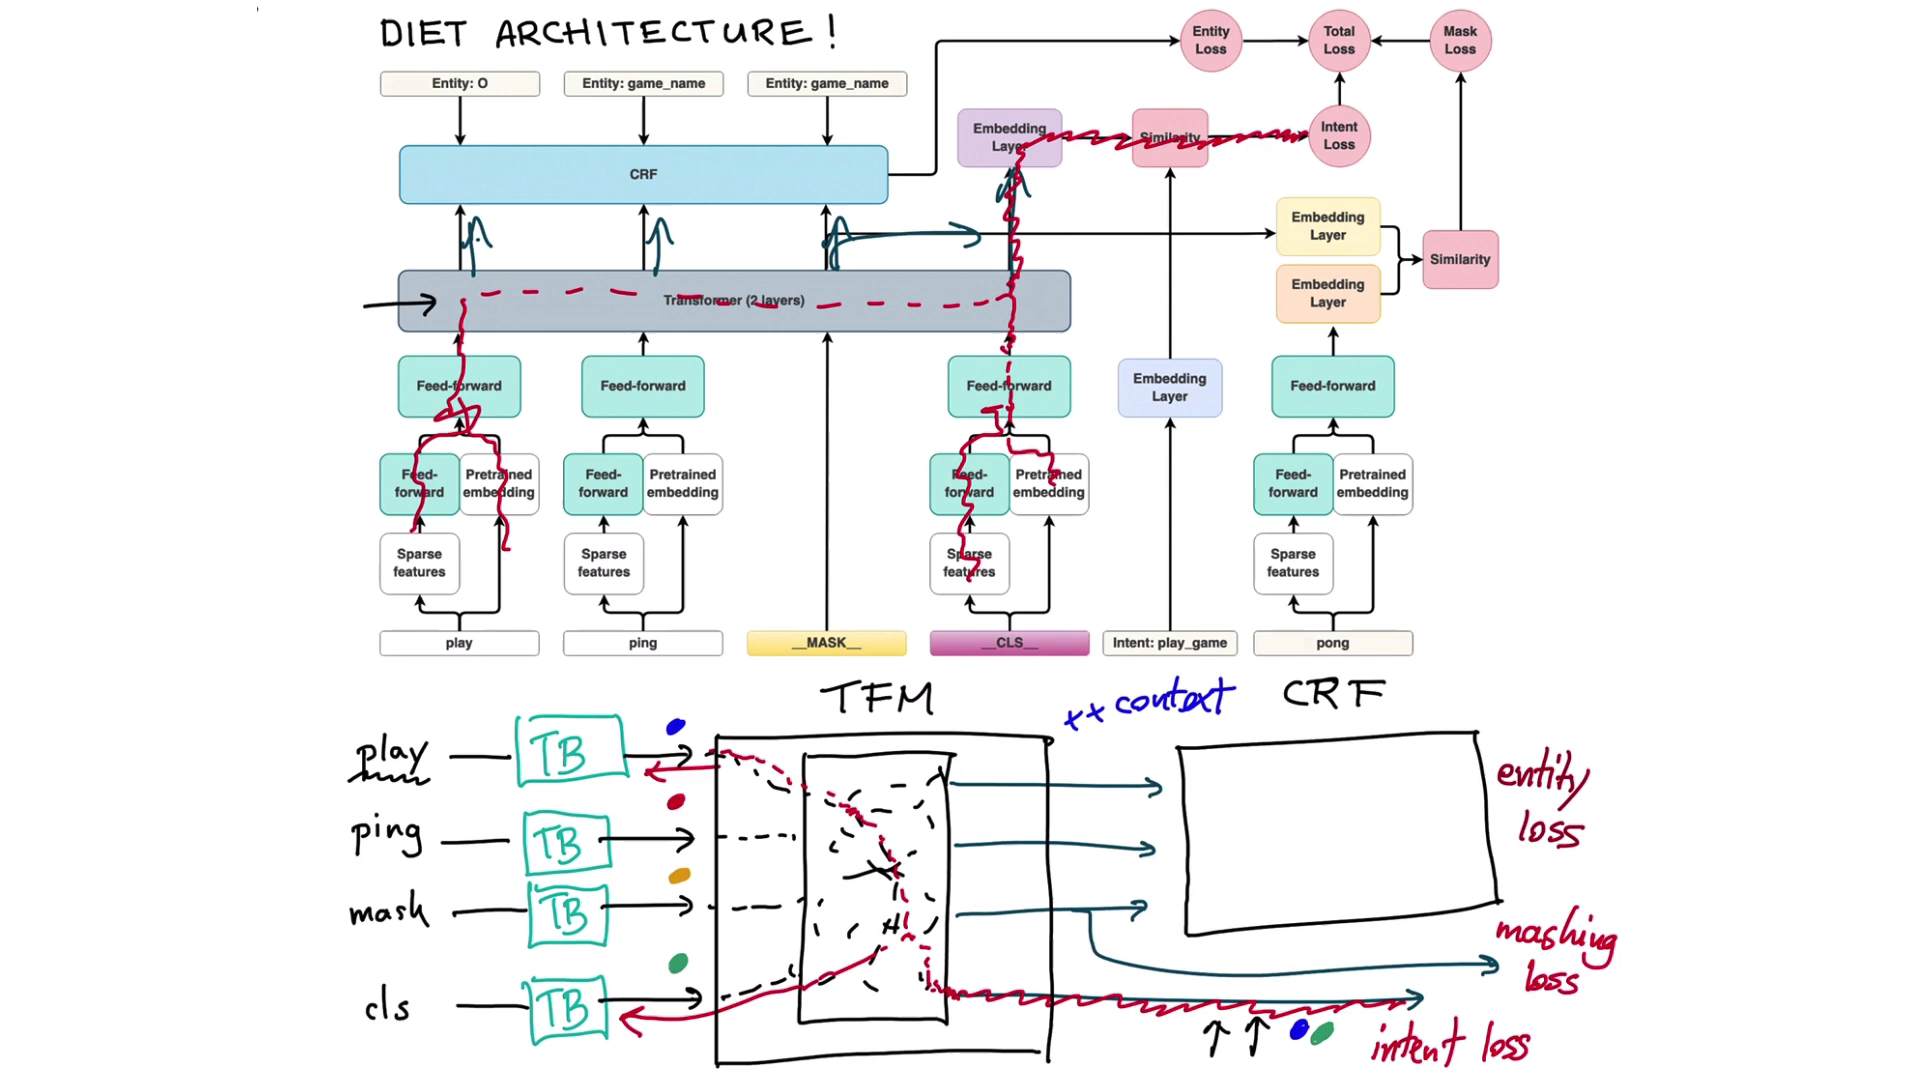 DIET ARCHITECTURE!
Entity Loss
Total Loss
Mask Loss
Entity: O
Entity: game_name
Entity: game_name
Embedding Layer
Similarity
Intent Loss
CRF
Embedding Layer
Similarity
Embedding Layer
Transformer (2 layers)
Feed-forward
Feed-forward
Feed-forward
Embedding Layer
Feed-forward
Feed-forward
Pretrained embedding
Feed-forward
Pretrained embedding
Feed-forward
Pretrained embedding
Feed-forward
Pretrained embedding
Sparse features
Sparse features
Sparse features
Sparse features
play
ping
__MASK__
__CLS__
Intent: play_game
pong
TFM
** context
CRF
play
TB
entity loss
ping
TB
mask
TB
masking loss
cls
TB
intent loss